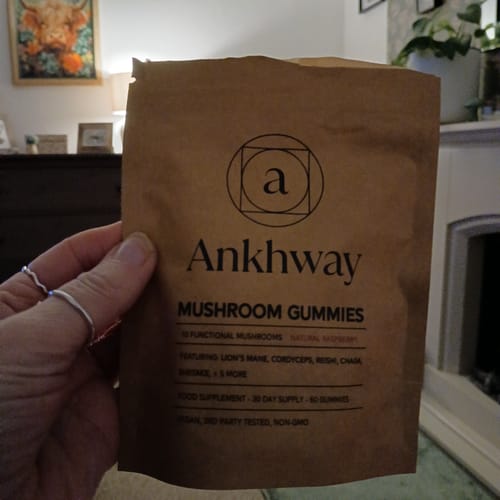 a
Ankhway
MUSHROOM GUMMIES
10 FUNCTIONAL MUSHROOMS NATURAL RASPBERRY
FEATURING: LION'S MANE, CORDYCEPS, REISHI, CHAGA,
SHIITAKE, + 5 MORE
FOOD SUPPLEMENT - 30 DAY SUPPLY - 60 GUMMIES
VEGAN, 3RD PARTY TESTED, NON-GMO